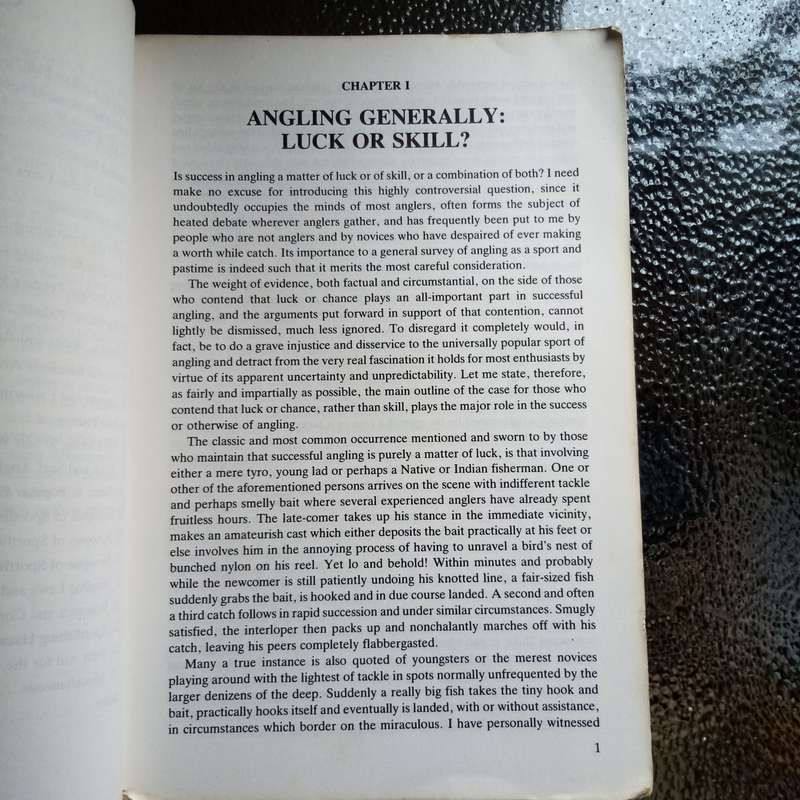 CHAPTER I
ANGLING GENERALLY:
LUCK OR SKILL?
Is success in angling a matter of luck or of skill, or a combination of both? I need
make no excuse for introducing this highly controversial question, since it
undoubtedly occupies the minds of most anglers, often forms the subject of
heated debate wherever anglers gather, and has frequently been put to me by
people who are not anglers and by novices who have despaired of ever making
a worth while catch. Its importance to a general survey of angling as a sport and
pastime is indeed such that it merits the most careful consideration.
The weight of evidence, both factual and circumstantial, on the side of those
who contend that luck or chance plays an all-important part in successful
angling, and the arguments put forward in support of that contention, cannot
lightly be dismissed, much less ignored. To disregard it completely would, in
fact, be to do a grave injustice and disservice to the universally popular sport of
angling and detract from the very real fascination it holds for most enthusiasts by
virtue of its apparent uncertainty and unpredictability. Let me state, therefore,
as fairly and impartially as possible, the main outline of the case for those who
contend that luck or chance, rather than skill, plays the major role in the success
or otherwise of angling.
The classic and most common occurrence mentioned and sworn to by those
who maintain that successful angling is purely a matter of luck, is that involving
either a mere tyro, young lad or perhaps a Native or Indian fisherman. One or
other of the aforementioned persons arrives on the scene with indifferent tackle
and perhaps smelly bait where several experienced anglers have already spent
fruitless hours. The late-comer takes up his stance in the immediate vicinity,
makes an amateurish cast which either deposits the bait practically at his feet or
else involves him in the annoying process of having to unravel a bird's nest of
bunched nylon on his reel. Yet lo and behold! Within minutes and probably
while the newcomer is still patiently undoing his knotted line, a fair-sized fish
suddenly grabs the bait, is hooked and in due course landed. A second and often
a third catch follows in rapid succession and under similar circumstances. Smugly
satisfied, the interloper then packs up and nonchalantly marches off with his
catch, leaving his peers completely flabbergasted.
Many a true instance is also quoted of youngsters or the merest novices
playing around with the lightest of tackle in spots normally unfrequented by the
larger denizens of the deep. Suddenly a really big fish takes the tiny hook and
bait, practically hooks itself and eventually is landed, with or without assistance,
in circumstances which border on the miraculous. I have personally witnessed
1